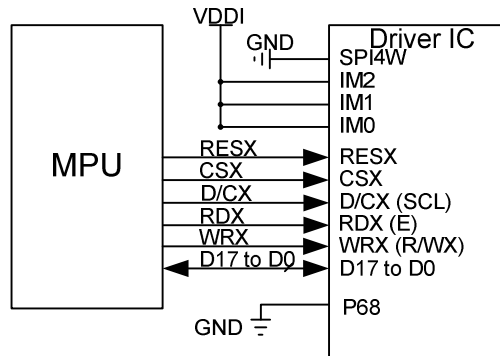 VDDI
GND
Driver IC
SPI4W
IM2
IM1
IM0
MPU
RESX
RESX
CSX
CSX
D/CX
D/CX (SCL)
RDX
RDX (E)
WRX
WRX (R/WX)
D17 to D0
D17 to D0
P68
GND